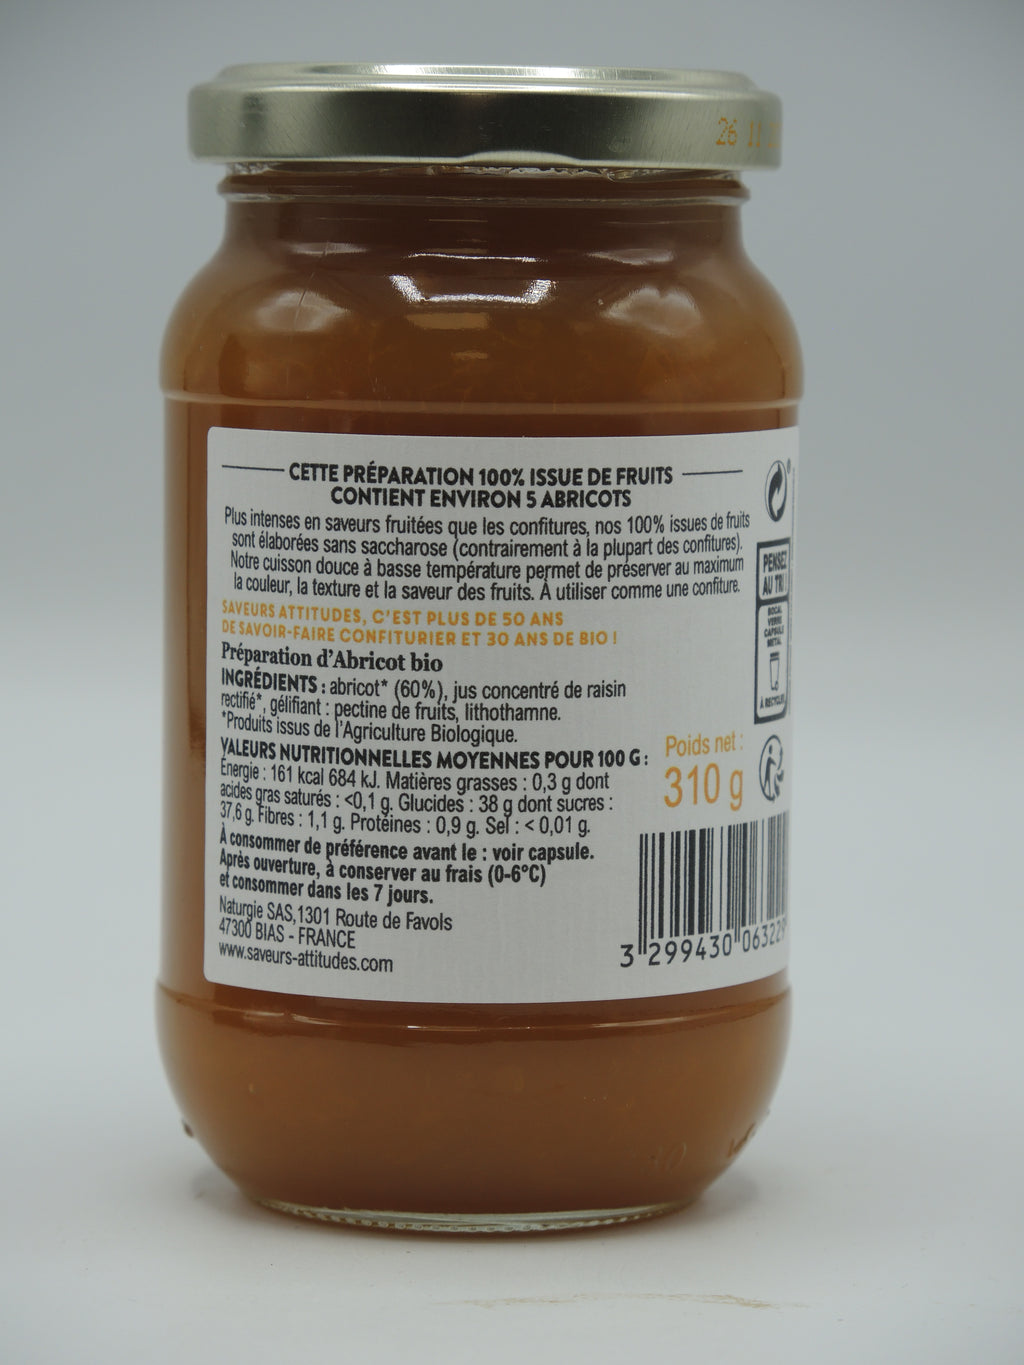 26 11
CETTE PRÉPARATION 100% ISSUE DE FRUITS
CONTIENT ENVIRON 5 ABRICOTS
Plus intenses en saveurs fruitées que les confitures, nos 100% issues de fruits
sont élaborées sans saccharose (contrairement à la plupart des confitures).
Notre cuisson douce à basse température permet de préserver au maximum
la couleur, la texture et la saveur des fruits. À utiliser comme une confiture.
SAVEURS ATTITUDES, C'EST PLUS DE 50 ANS
DE SAVOIR-FAIRE CONFITURIER ET 30 ANS DE BIO !
Préparation d'Abricot bio
INGRÉDIENTS : abricot* (60%), jus concentré de raisin
rectifié*, gélifiant : pectine de fruits, lithothamne.
*Produits issus de l'Agriculture Biologique.
VALEURS NUTRITIONNELLES MOYENNES POUR 100 G :
Énergie : 161 kcal 684 kJ. Matières grasses : 0,3 g dont
acides gras saturés : <0,1 g. Glucides : 38 g dont sucres :
37,6 g. Fibres : 1,1 g. Protéines : 0,9 g. Sel : < 0,01 g.
À consommer de préférence avant le : voir capsule.
Après ouverture, à conserver au frais (0-6°C)
et consommer dans les 7 jours.
Naturgie SAS,1301 Route de Favols
47300 BIAS - FRANCE
www.saveurs-attitudes.com
PENSEZ
AU TRI
BOCAL
VERRE
CAPSULE
METAL
À RECYCLER
Poids net :
310 g
3 299430 063229